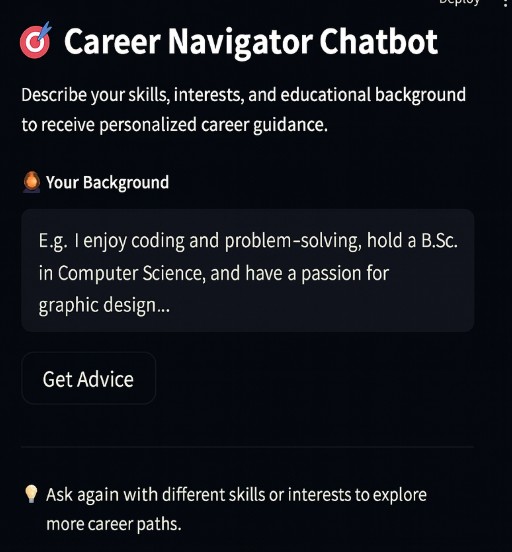 Deploy
Career Navigator Chatbot
Describe your skills, interests, and educational background
to receive personalized career guidance.
Your Background
E.g. I enjoy coding and problem-solving, hold a B.Sc.
in Computer Science, and have a passion for
graphic design...
Get Advice
Ask again with different skills or interests to explore
more career paths.